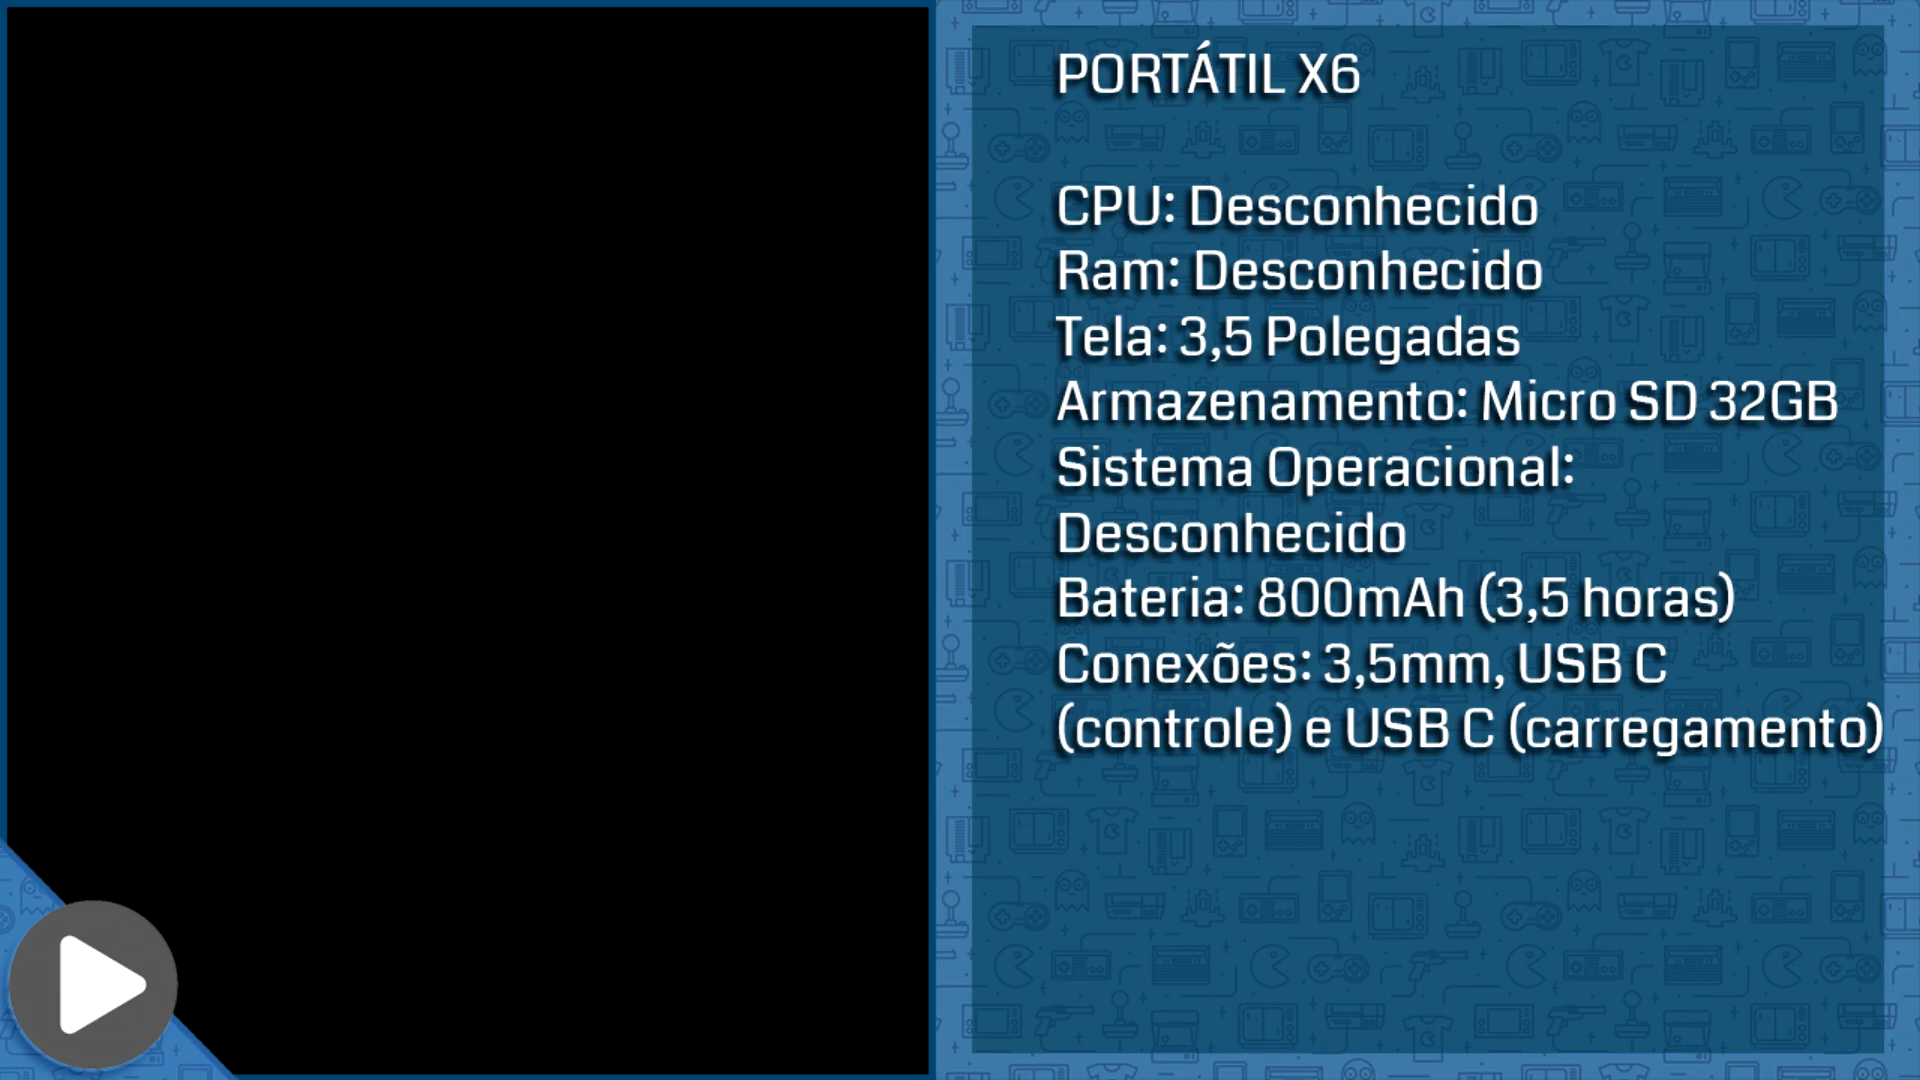 PORTÁTIL X6
CPU: Desconhecido
Ram: Desconhecido
Tela: 3,5 Polegadas
Armazenamento: Micro SD 32GB
Sistema Operacional:
Desconhecido
Bateria: 800mAh (3,5 horas)
Conexões: 3,5mm, USB C
(controle) e USB C (carregamento)